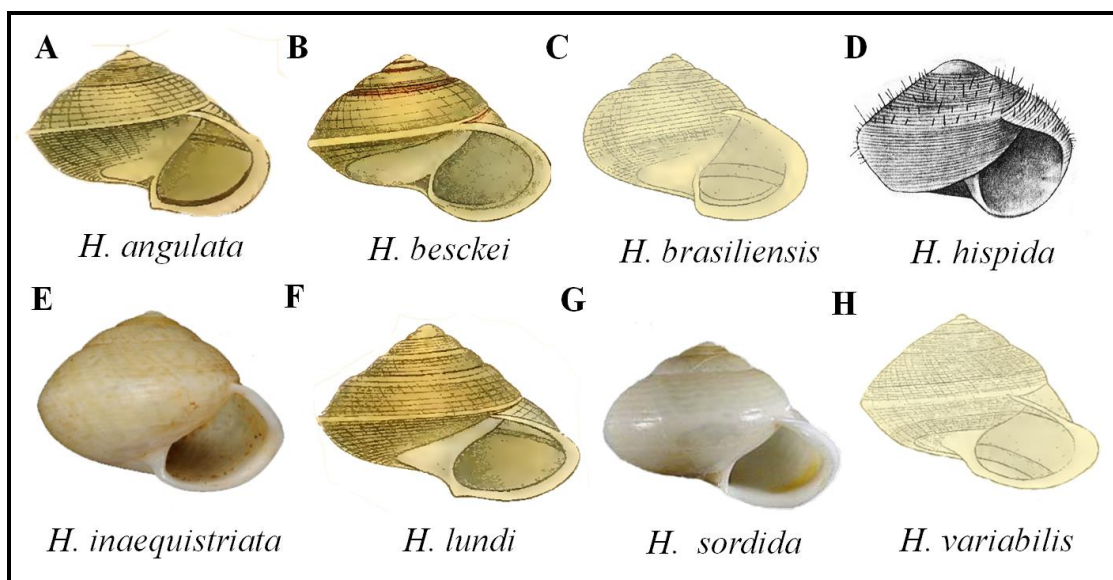 A B C D
H. angulata H. besckei H. brasiliensis H. hispida
E F G H
H. inaequistriata H. lundi H. sordida H. variabilis